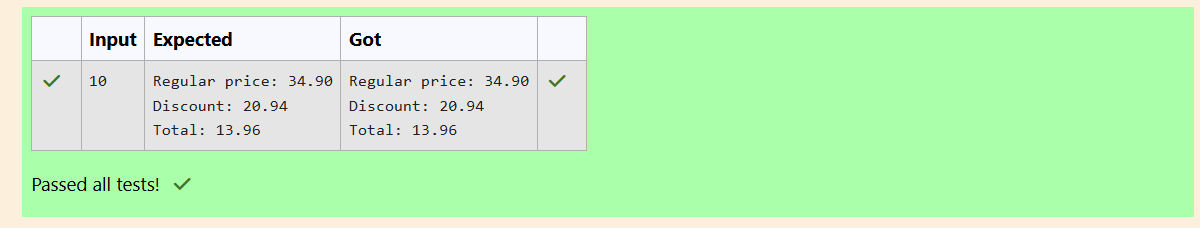 Input Expected Got
10 Regular price: 34.90 Regular price: 34.90
Discount: 20.94 Discount: 20.94
Total: 13.96 Total: 13.96
Passed all tests!